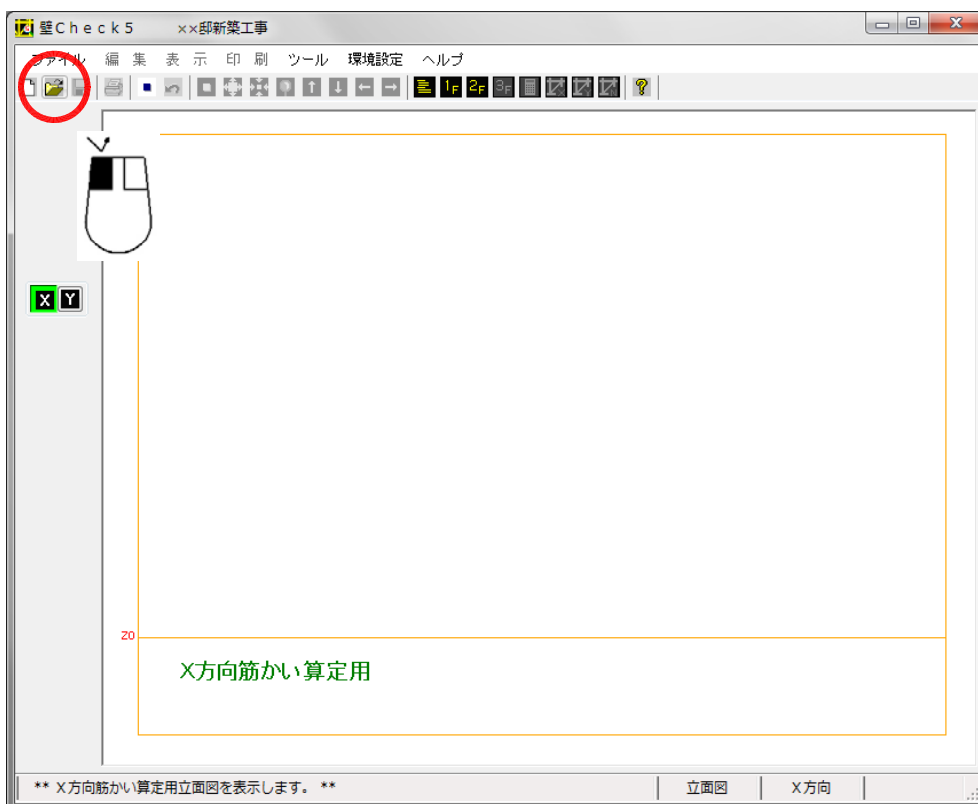 壁Check5 ××邸新築工事
ファイル 編 集 表 示 印 刷 ツール 環境設定 ヘルプ
1F 2F 3F ?
X Y
Z0
X方向筋かい算定用
** X方向筋かい算定用立面図を表示します。 ** 立面図 X方向